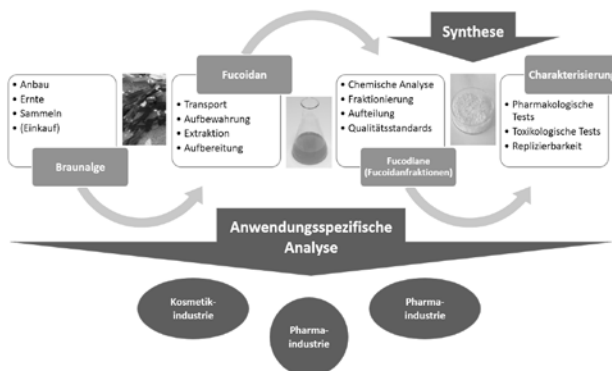 Synthese
• Anbau
• Ernte
• Sammeln
• (Einkauf)
Braunalge
Fucoidan
• Transport
• Aufbewahrung
• Extraktion
• Aufbereitung
• Chemische Analyse
• Fraktionierung
• Aufteilung
• Qualitätsstandards
Fucodlane
(Fucoidanfraktionen)
Charakterisierung
• Pharmakologische
Tests
• Toxikologische Tests
• Replizierbarkeit
Anwendungsspezifische
Analyse
Kosmetik-
industrie
Pharma-
industrie
Pharma-
industrie